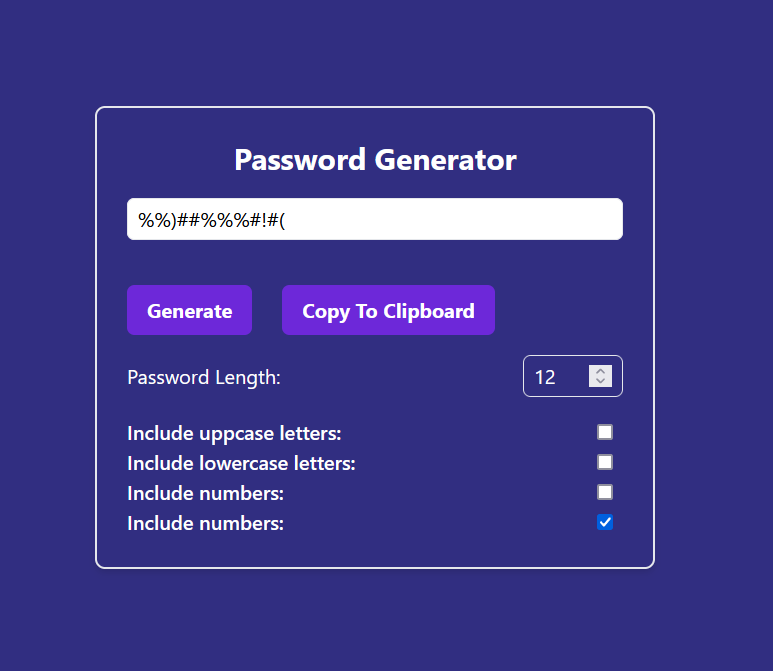 Password Generator
%%)##%%%#!#(
Generate Copy To Clipboard
Password Length: 12
Include uppcase letters:
Include lowercase letters:
Include numbers:
Include numbers: